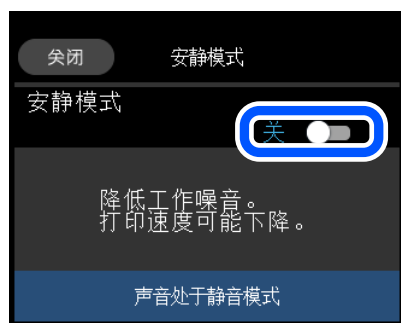 关闭 安静模式
安静模式
关
降低工作噪音。
打印速度可能下降。
声音处于静音模式